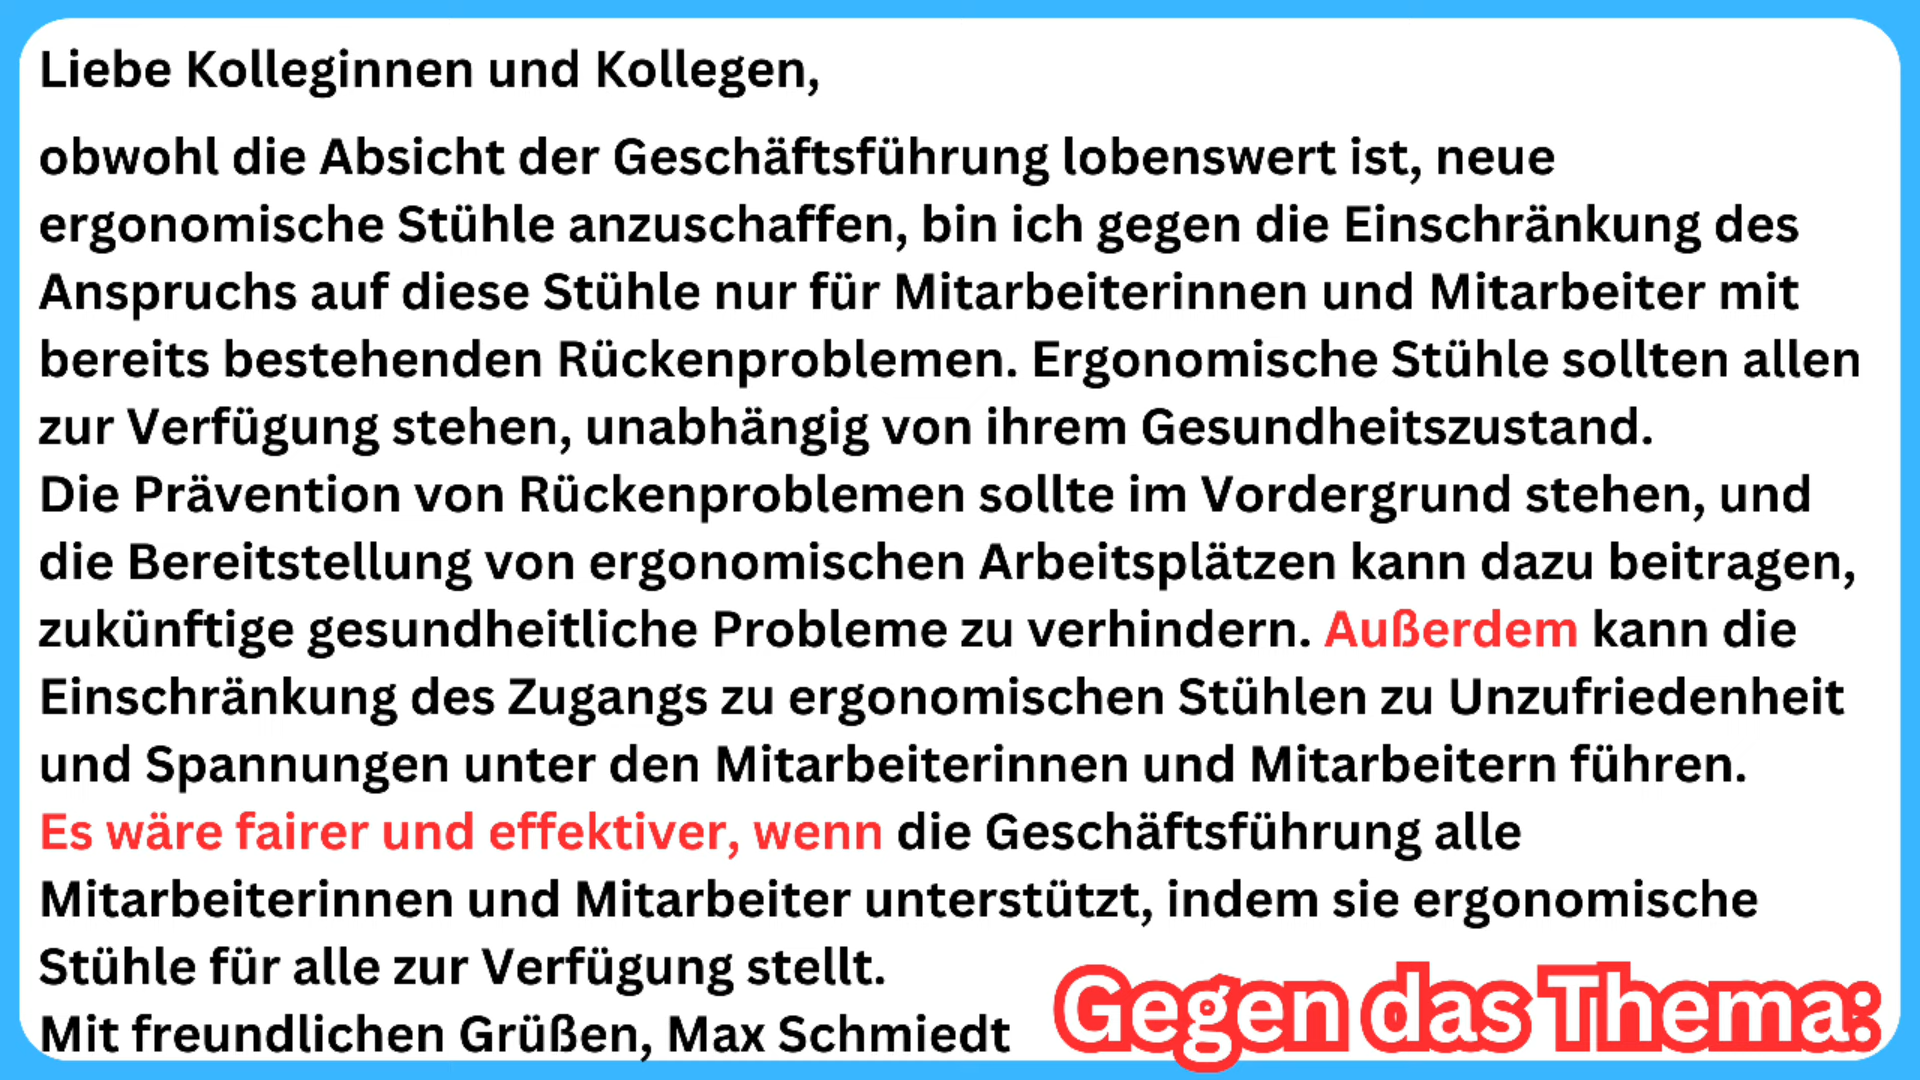 Liebe Kolleginnen und Kollegen,
obwohl die Absicht der Geschäftsführung lobenswert ist, neue
ergonomische Stühle anzuschaffen, bin ich gegen die Einschränkung des
Anspruchs auf diese Stühle nur für Mitarbeiterinnen und Mitarbeiter mit
bereits bestehenden Rückenproblemen. Ergonomische Stühle sollten allen
zur Verfügung stehen, unabhängig von ihrem Gesundheitszustand.
Die Prävention von Rückenproblemen sollte im Vordergrund stehen, und
die Bereitstellung von ergonomischen Arbeitsplätzen kann dazu beitragen,
zukünftige gesundheitliche Probleme zu verhindern. Außerdem kann die
Einschränkung des Zugangs zu ergonomischen Stühlen zu Unzufriedenheit
und Spannungen unter den Mitarbeiterinnen und Mitarbeitern führen.
Es wäre fairer und effektiver, wenn die Geschäftsführung alle
Mitarbeiterinnen und Mitarbeiter unterstützt, indem sie ergonomische
Stühle für alle zur Verfügung stellt.
Mit freundlichen Grüßen, Max Schmiedt
Gegen das Thema: